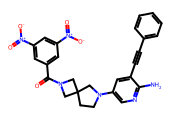 O O
N+ N+
-O O-
O N N N NH2